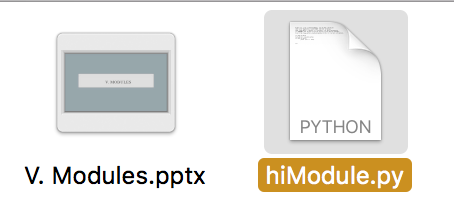 V. MODULES
PYTHON
V. Modules.pptx
hiModule.py